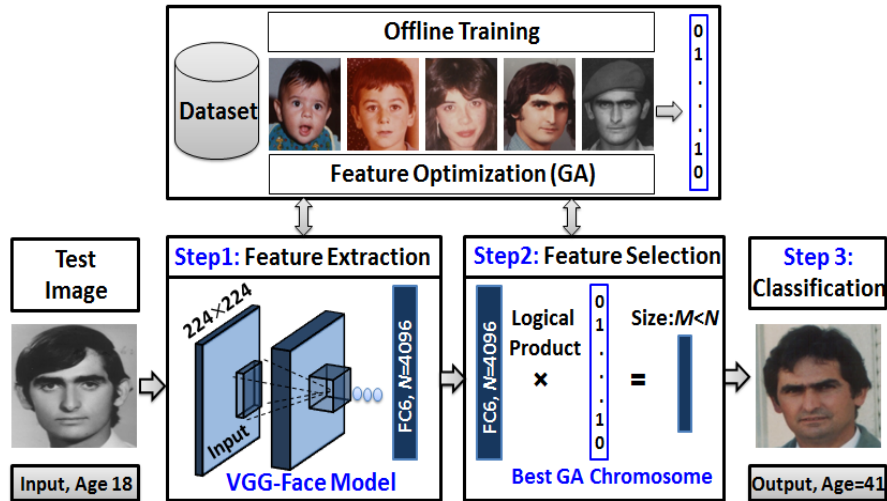 Offline Training
Dataset
Feature Optimization (GA)
0
1
.
.
.
1
0
Test
Image
Input, Age 18
Step1: Feature Extraction
224×224
Input
FC6, N=4096
VGG-Face Model
Step2: Feature Selection
FC6, N=4096
Logical
Product
×
0
1
.
.
.
1
0
=
Size:M<N
Best GA Chromosome
Step 3:
Classification
Output, Age=41